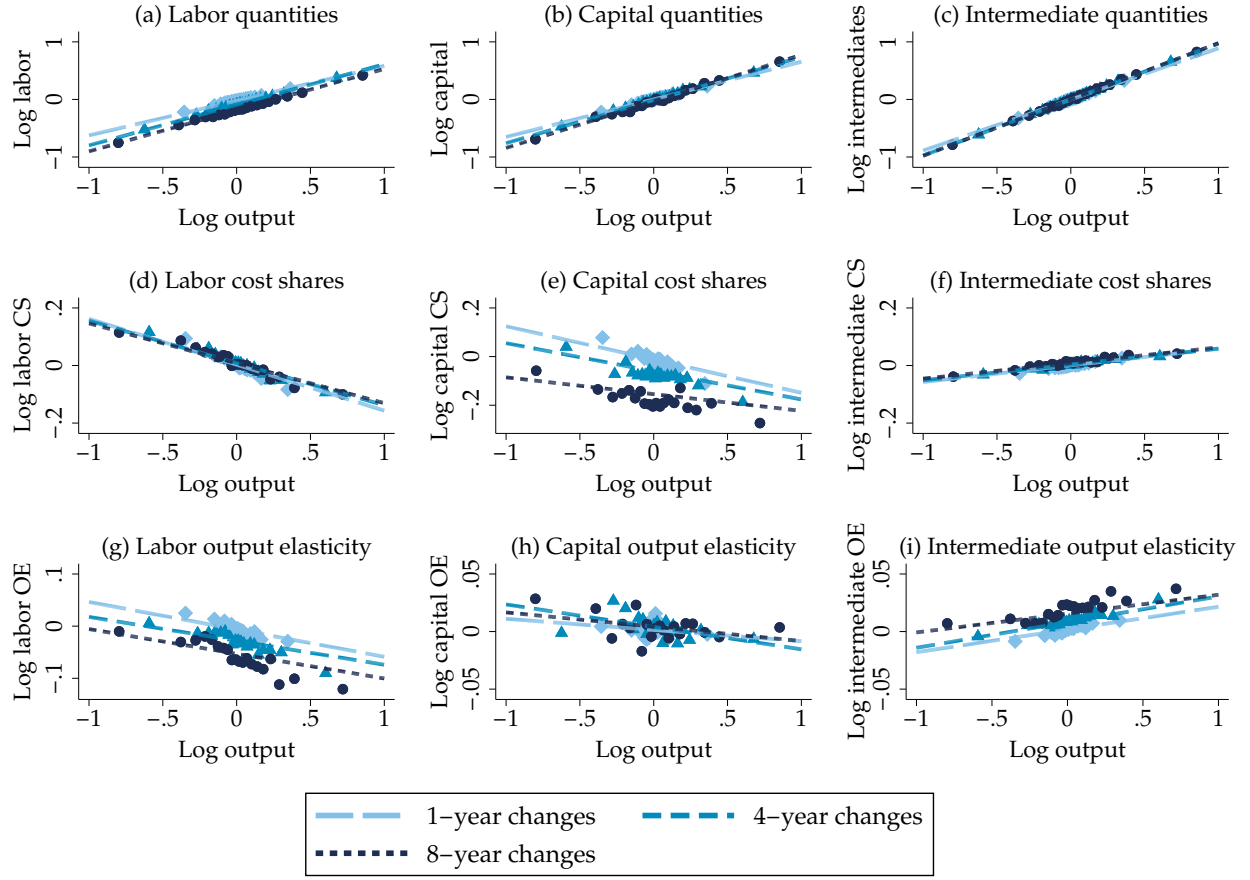 (a) Labor quantities
Log labor
1
0
−1
−1 −.5 0 .5 1
Log output
(b) Capital quantities
Log capital
1
0
−1
−1 −.5 0 .5 1
Log output
(c) Intermediate quantities
Log intermediates
1
0
−1
−1 −.5 0 .5 1
Log output
(d) Labor cost shares
Log labor CS
.2
0
−.2
−1 −.5 0 .5 1
Log output
(e) Capital cost shares
Log capital CS
.2
0
−.2
−1 −.5 0 .5 1
Log output
(f) Intermediate cost shares
Log intermediate CS
.2
0
−.2
−1 −.5 0 .5 1
Log output
(g) Labor output elasticity
Log labor OE
.1
0
−.1
−1 −.5 0 .5 1
Log output
(h) Capital output elasticity
Log capital OE
.05
0
−.05
−1 −.5 0 .5 1
Log output
(i) Intermediate output elasticity
Log intermediate OE
.05
0
−.05
−1 −.5 0 .5 1
Log output
1−year changes
4−year changes
8−year changes